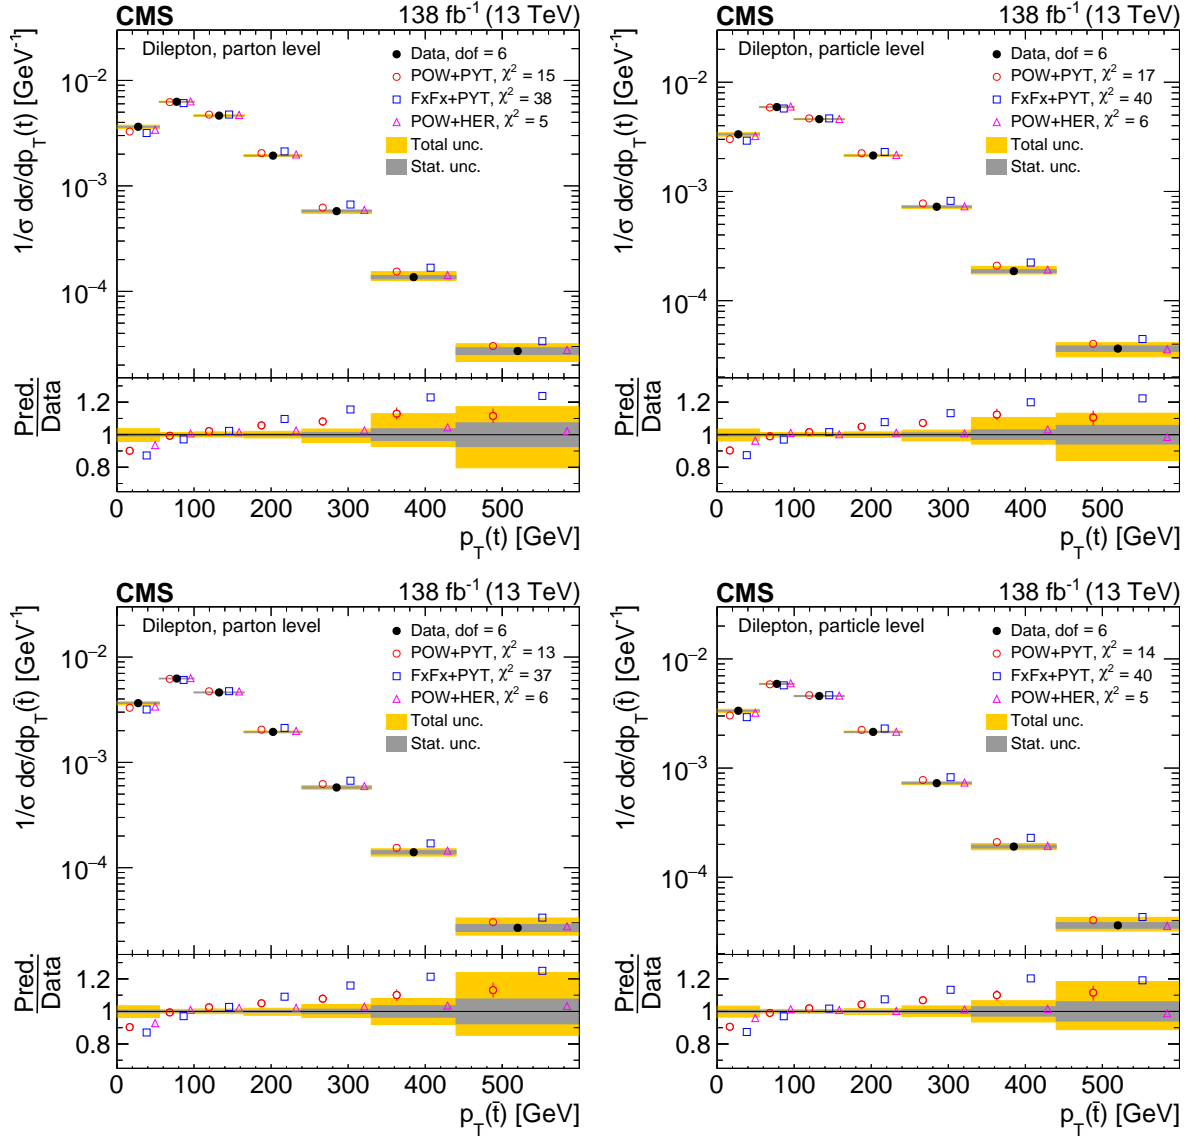 CMS 138 fb⁻¹ (13 TeV)
Dilepton, parton level
Data, dof = 6
POW+PYT, χ² = 15
FxFx+PYT, χ² = 38
POW+HER, χ² = 5
Total unc.
Stat. unc.
1/σ dσ/dp_T(t) [GeV⁻¹]
10⁻²
10⁻³
10⁻⁴
Pred.
Data
1.2
1
0.8
0 100 200 300 400 500
p_T(t) [GeV]
CMS 138 fb⁻¹ (13 TeV)
Dilepton, particle level
Data, dof = 6
POW+PYT, χ² = 17
FxFx+PYT, χ² = 40
POW+HER, χ² = 6
Total unc.
Stat. unc.
1/σ dσ/dp_T(t) [GeV⁻¹]
10⁻²
10⁻³
10⁻⁴
Pred.
Data
1.2
1
0.8
0 100 200 300 400 500
p_T(t) [GeV]
CMS 138 fb⁻¹ (13 TeV)
Dilepton, parton level
Data, dof = 6
POW+PYT, χ² = 13
FxFx+PYT, χ² = 37
POW+HER, χ² = 6
Total unc.
Stat. unc.
1/σ dσ/dp_T(t̄) [GeV⁻¹]
10⁻²
10⁻³
10⁻⁴
Pred.
Data
1.2
1
0.8
0 100 200 300 400 500
p_T(t̄) [GeV]
CMS 138 fb⁻¹ (13 TeV)
Dilepton, particle level
Data, dof = 6
POW+PYT, χ² = 14
FxFx+PYT, χ² = 40
POW+HER, χ² = 5
Total unc.
Stat. unc.
1/σ dσ/dp_T(t̄) [GeV⁻¹]
10⁻²
10⁻³
10⁻⁴
Pred.
Data
1.2
1
0.8
0 100 200 300 400 500
p_T(t̄) [GeV]